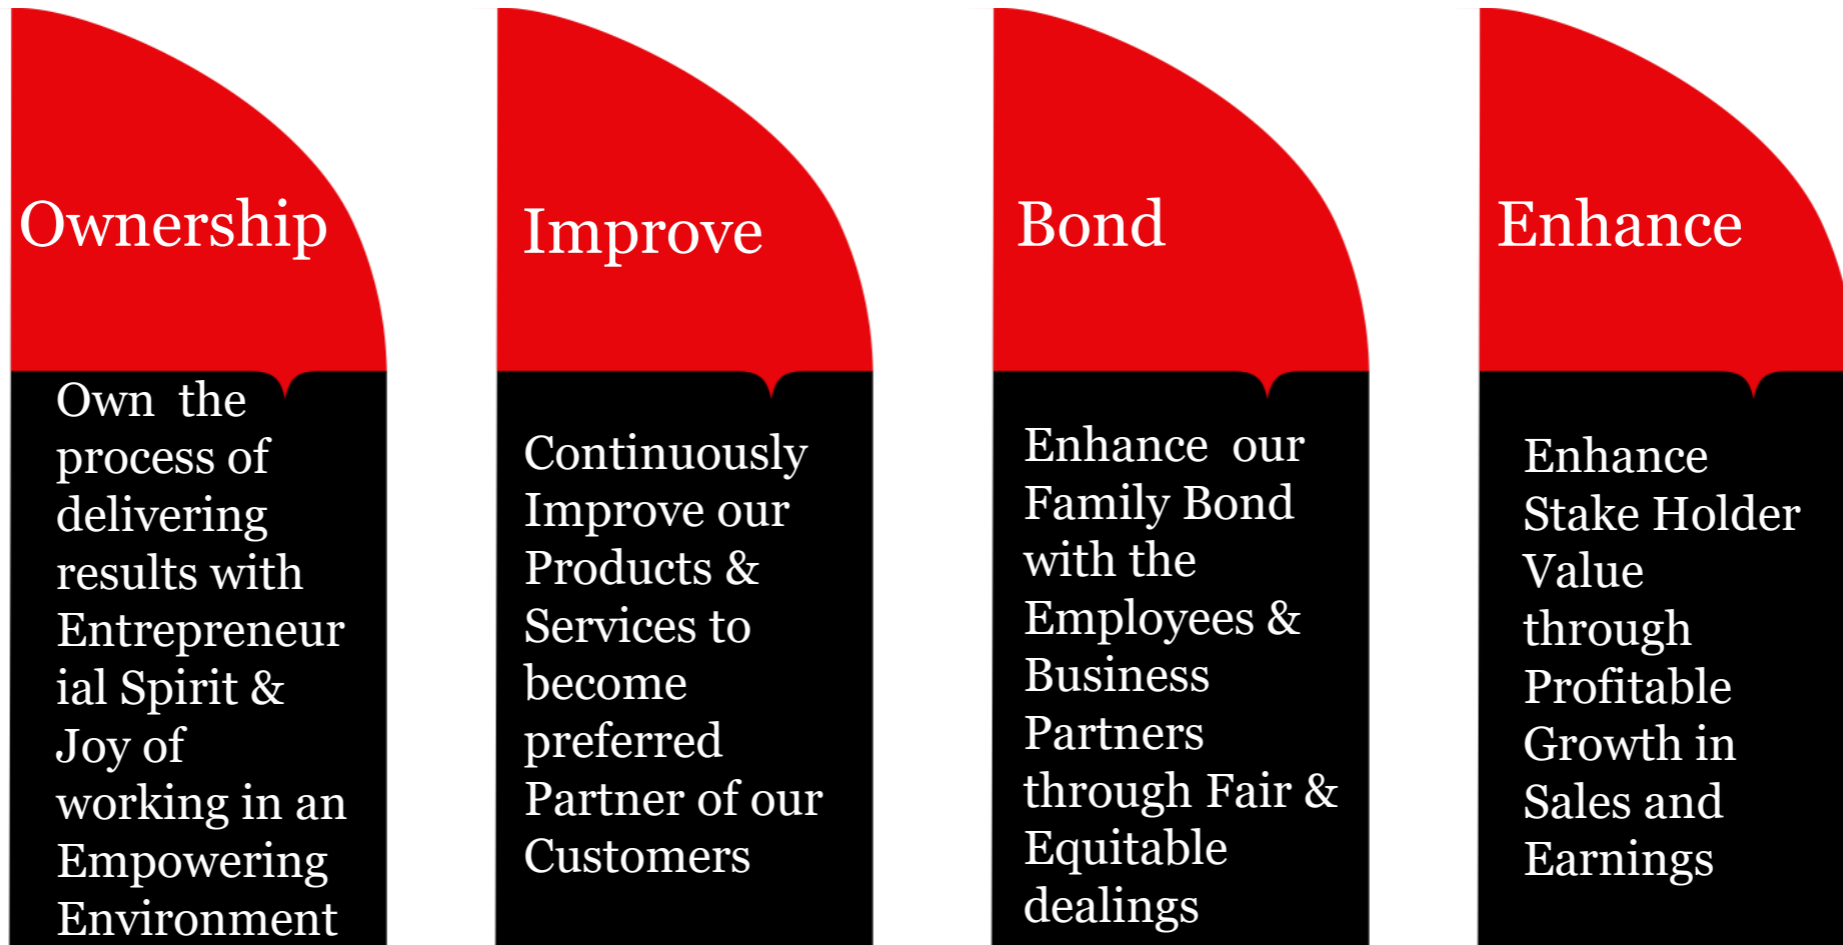 Ownership
Own  the
process of
delivering
results with
Entrepreneur
ial Spirit &
Joy of
working in an
Empowering
Environment
Improve
Continuously
Improve our
Products &
Services to
become
preferred
Partner of our
Customers
Bond
Enhance  our
Family Bond
with the
Employees &
Business
Partners
through Fair &
Equitable
dealings
Enhance
Enhance
Stake Holder
Value
through
Profitable
Growth in
Sales and
Earnings